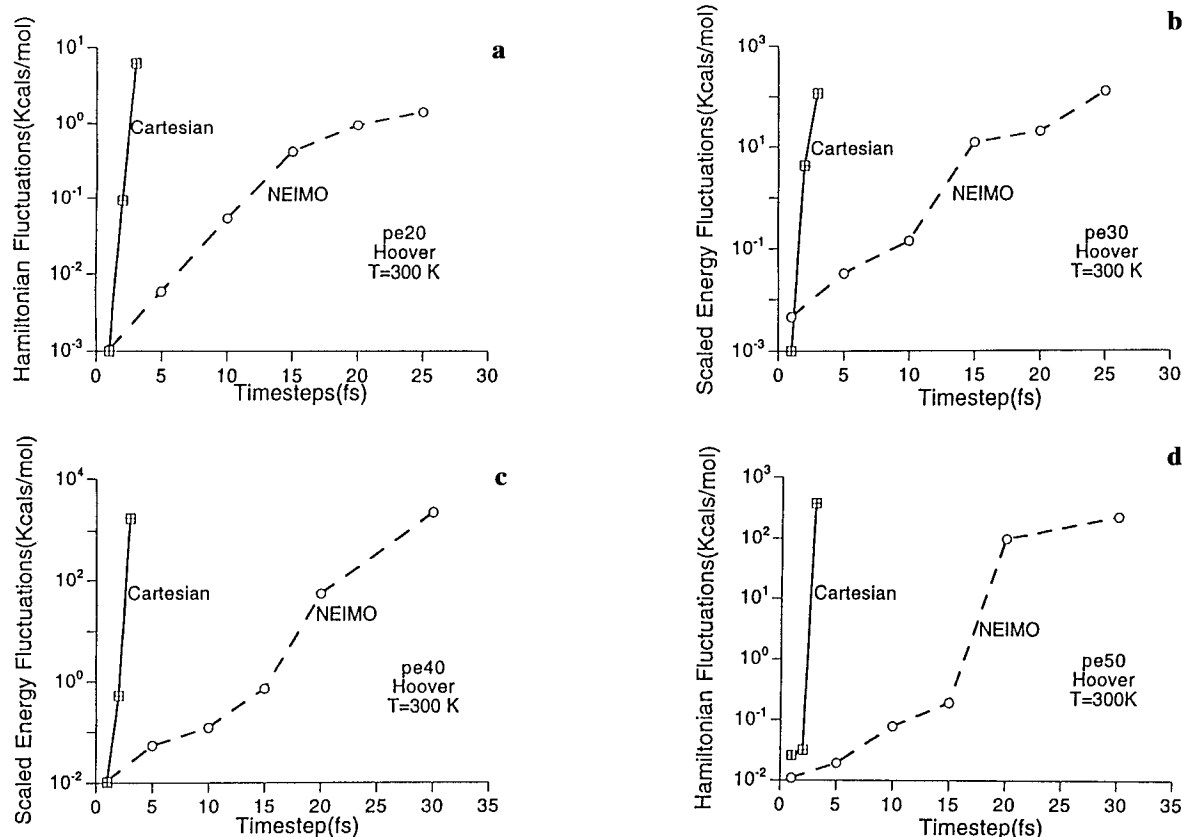 a
Hamiltonian Fluctuations(Kcals/mol)
10^1
10^0
10^-1
10^-2
10^-3
Cartesian
NEIMO
pe20
Hoover
T=300 K
0 5 10 15 20 25 30
Timesteps(fs)
b
Scaled Energy Fluctuations(Kcals/mol)
10^3
10^1
10^-1
10^-3
Cartesian
NEIMO
pe30
Hoover
T=300 K
0 5 10 15 20 25 30
Timestep(fs)
c
Scaled Energy Fluctuations(Kcals/mol)
10^4
10^2
10^0
10^-2
Cartesian
NEIMO
pe40
Hoover
T=300 K
0 5 10 15 20 25 30 35
Timestep(fs)
d
Hamiltonian Fluctuations(Kcals/mol)
10^3
10^2
10^1
10^0
10^-1
10^-2
Cartesian
NEIMO
pe50
Hoover
T=300K
0 5 10 15 20 25 30 35
Timestep(fs)